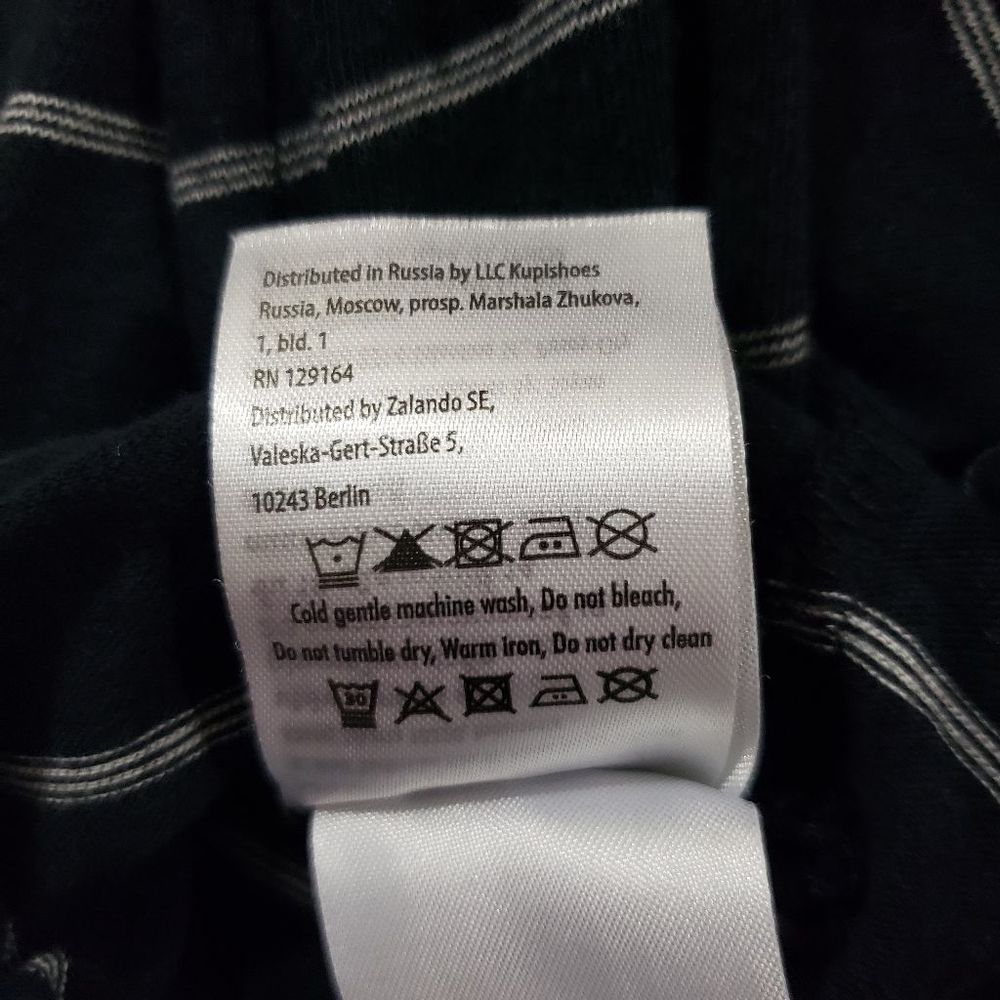 Distributed in Russia by LLC Kupishoes
Russia, Moscow, prosp. Marshala Zhukova,
1, bld. 1
RN 129164
Distributed by Zalando SE,
Valeska-Gert-Straße 5,
10243 Berlin
Cold gentle machine wash, Do not bleach,
Do not tumble dry, Warm iron, Do not dry clean
30